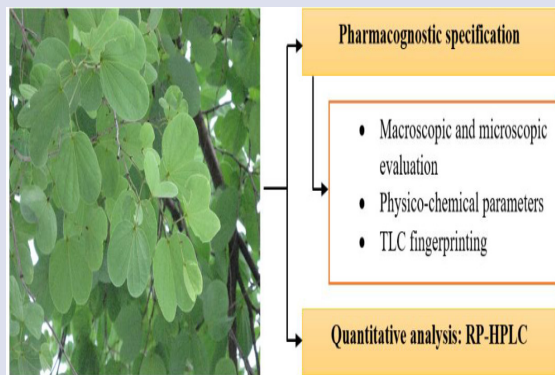 Pharmacognostic specification
• Macroscopic and microscopic
evaluation
• Physico-chemical parameters
• TLC fingerprinting
Quantitative analysis: RP-HPLC